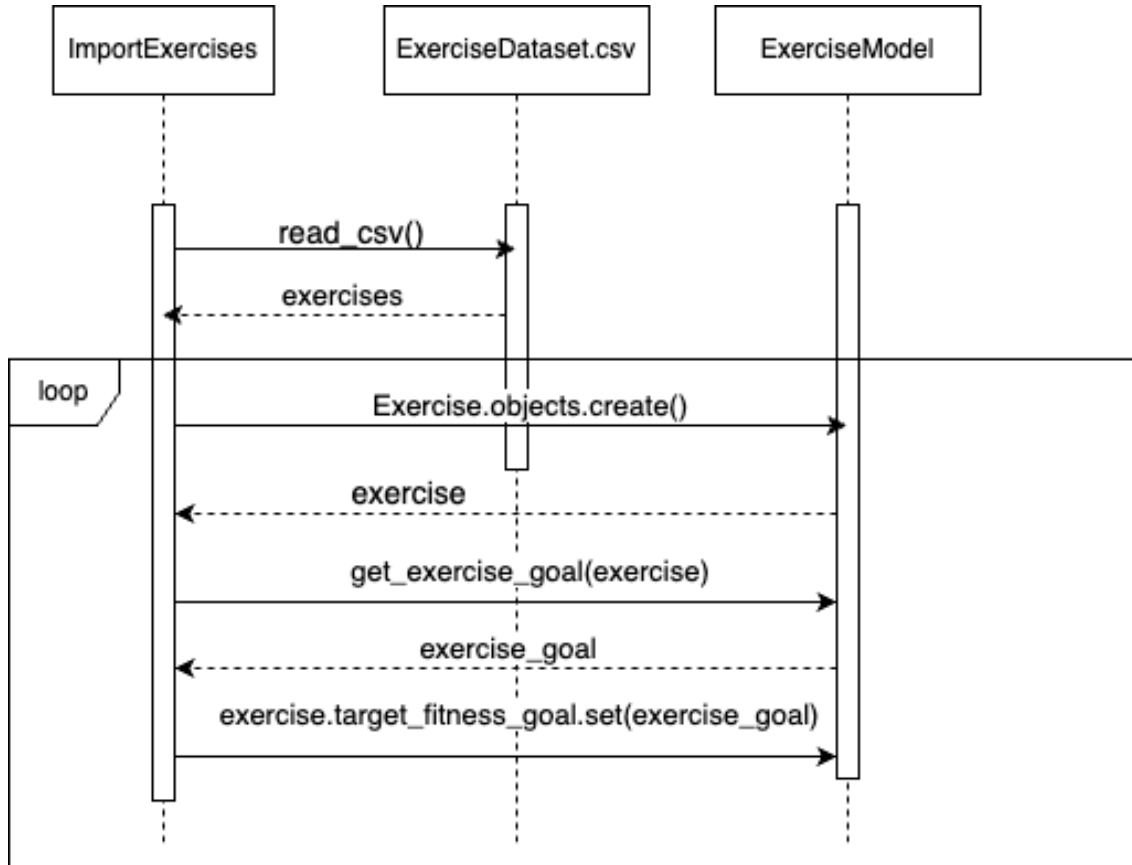 ImportExercises
ExerciseDataset.csv
ExerciseModel
read_csv()
exercises
loop
Exercise.objects.create()
exercise
get_exercise_goal(exercise)
exercise_goal
exercise.target_fitness_goal.set(exercise_goal)